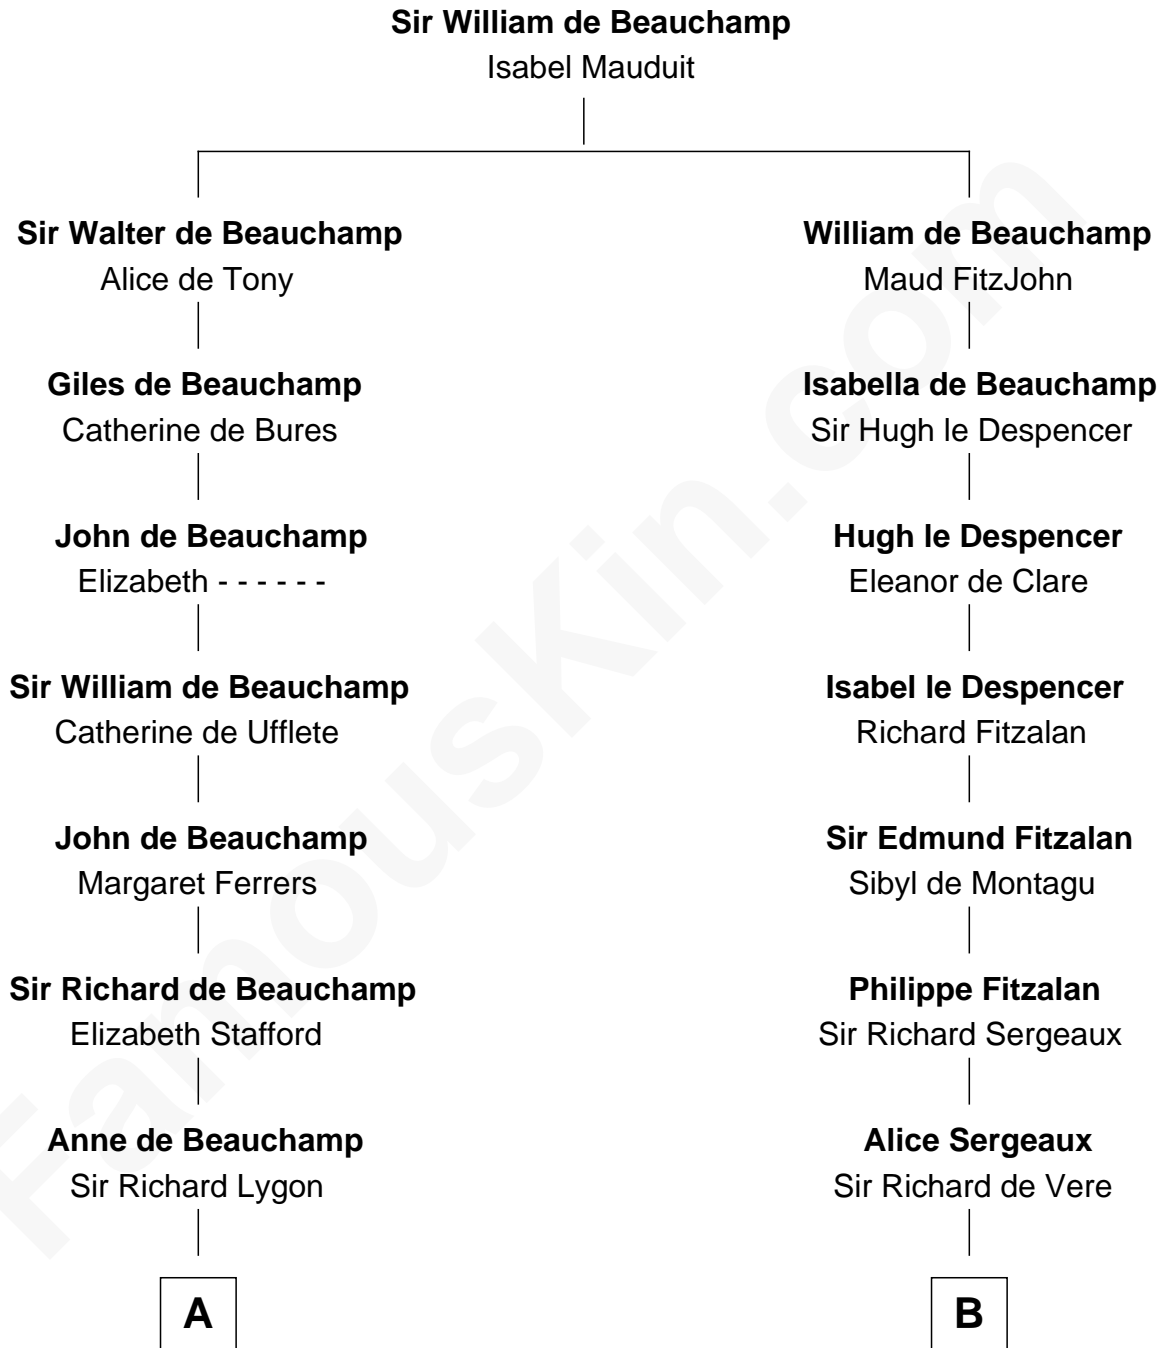 Sir William de Beauchamp
Isabel Mauduit
Sir Walter de Beauchamp
Alice de Tony
William de Beauchamp
Maud FitzJohn
Giles de Beauchamp
Catherine de Bures
Isabella de Beauchamp
Sir Hugh le Despencer
John de Beauchamp
Elizabeth - - - - - -
Hugh le Despencer
Eleanor de Clare
Sir William de Beauchamp
Catherine de Ufflete
Isabel le Despencer
Richard Fitzalan
John de Beauchamp
Margaret Ferrers
Sir Edmund Fitzalan
Sibyl de Montagu
Sir Richard de Beauchamp
Elizabeth Stafford
Philippe Fitzalan
Sir Richard Sergeaux
Anne de Beauchamp
Sir Richard Lygon
Alice Sergeaux
Sir Richard de Vere
A
B
FamousKin.com